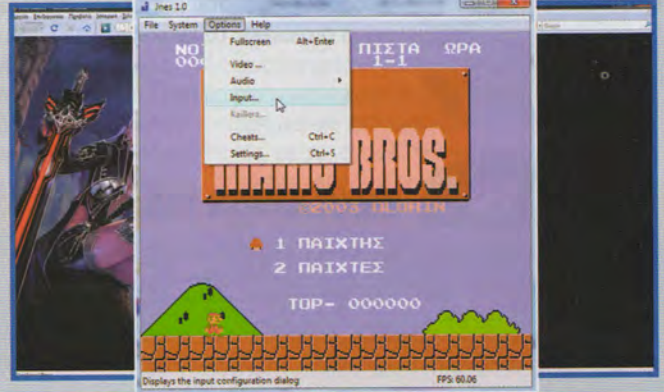 Jnes 1.0
File System Options Help
Fullscreen Alt+Enter
Video ...
Audio
Input...
Kaillera...
Cheats... Ctrl+C
Settings... Ctrl+S
ΠΙΣΤΑ ΩΡΑ
1-1
BROS.
1 ΠΑΙΧΤΗΣ
2 ΠΑΙΧΤΕΣ
TOP- 000000
Displays the input configuration dialog FPS: 60.06